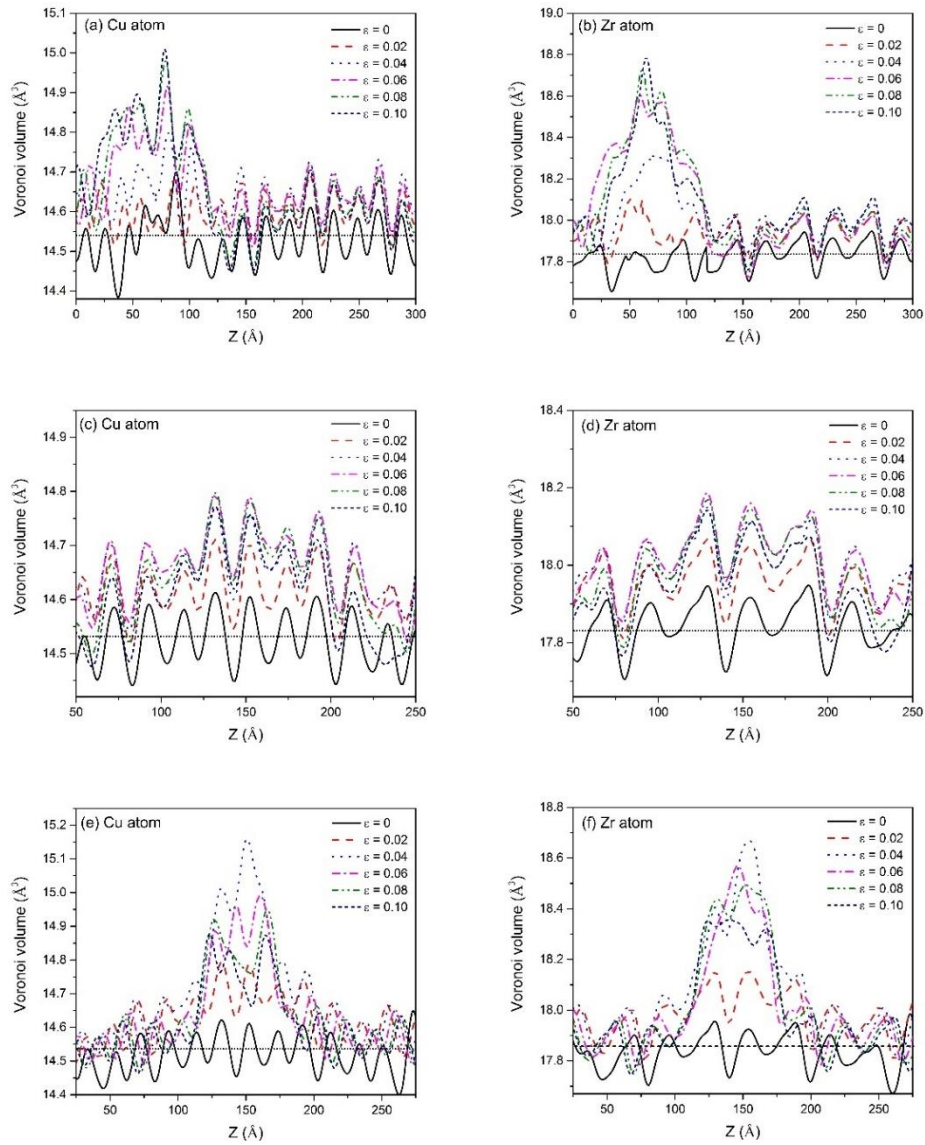 (a) Cu atom
ε = 0
ε = 0.02
ε = 0.04
ε = 0.06
ε = 0.08
ε = 0.10
15.1
15.0
14.9
14.8
14.7
14.6
14.5
14.4
Voronoi volume (Å³)
0 50 100 150 200 250 300
Z (Å)
(b) Zr atom
ε = 0
ε = 0.02
ε = 0.04
ε = 0.06
ε = 0.08
ε = 0.10
19.0
18.8
18.6
18.4
18.2
18.0
17.8
Voronoi volume (Å³)
0 50 100 150 200 250 300
Z (Å)
(c) Cu atom
ε = 0
ε = 0.02
ε = 0.04
ε = 0.06
ε = 0.08
ε = 0.10
14.9
14.8
14.7
14.6
14.5
Voronoi volume (Å³)
50 100 150 200 250
Z (Å)
(d) Zr atom
ε = 0
ε = 0.02
ε = 0.04
ε = 0.06
ε = 0.08
ε = 0.10
18.4
18.2
18.0
17.8
Voronoi volume (Å³)
50 100 150 200 250
Z (Å)
(e) Cu atom
ε = 0
ε = 0.02
ε = 0.04
ε = 0.06
ε = 0.08
ε = 0.10
15.2
15.1
15.0
14.9
14.8
14.7
14.6
14.5
14.4
Voronoi volume (Å³)
50 100 150 200 250
Z (Å)
(f) Zr atom
ε = 0
ε = 0.02
ε = 0.04
ε = 0.06
ε = 0.08
ε = 0.10
18.8
18.6
18.4
18.2
18.0
17.8
Voronoi volume (Å³)
50 100 150 200 250
Z (Å)